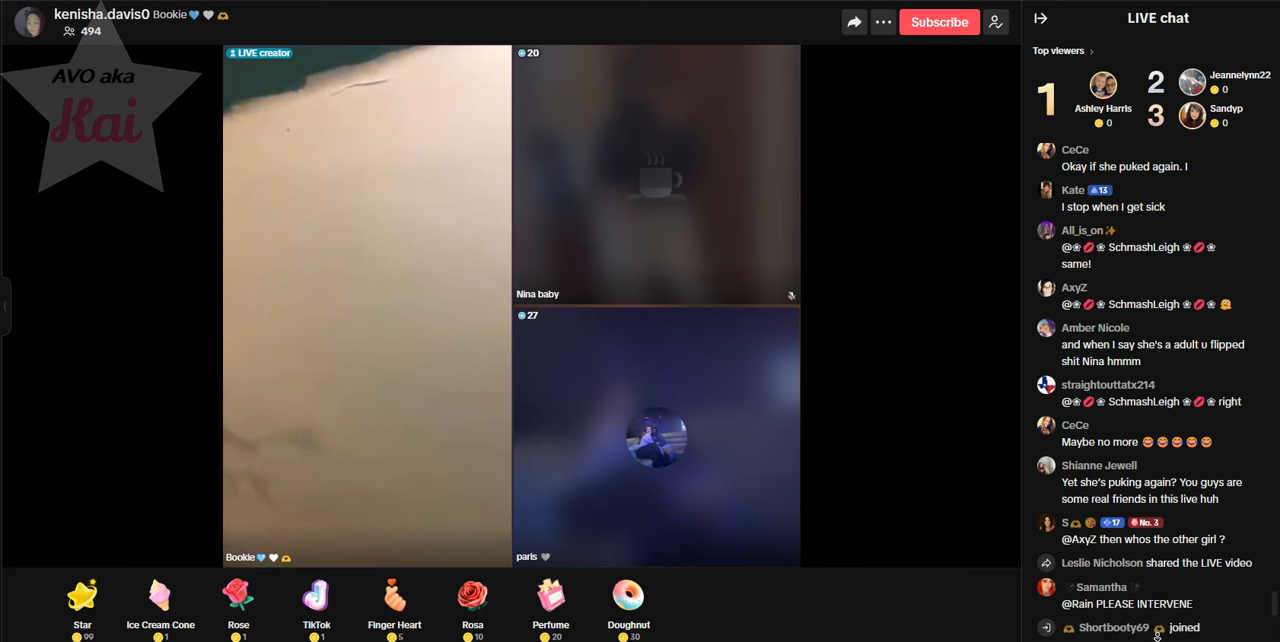 kenisha.davis0 Bookie🩵🤍🫶
494
Subscribe
AVO aka
Kai
LIVE creator
Bookie🩵🤍🫶
20
Nina baby
27
paris 🩶
Star
99
Ice Cream Cone
1
Rose
1
TikTok
1
Finger Heart
5
Rosa
10
Perfume
20
Doughnut
30
LIVE chat
Top viewers >
1
Ashley Harris
0
2
Jeannelynn22
0
3
Sandyp
0
CeCe
Okay if she puked again. I
Kate 13
I stop when I get sick
All_is_on✨
@❀💋❀ SchmashLeigh ❀💋❀
same!
AxyZ
@❀💋❀ SchmashLeigh ❀💋❀ 🤗
Amber Nicole
and when I say she's a adult u flipped
shit Nina hmmm
straightouttatx214
@❀💋❀ SchmashLeigh ❀💋❀ right
CeCe
Maybe no more
Shianne Jewell
Yet she's puking again? You guys are
some real friends in this live huh
S 17 No. 3
@AxyZ then whos the other girl ?
Leslie Nicholson shared the LIVE video
Samantha
@Rain PLEASE INTERVENE
🫶 Shortbooty69 🫶 joined